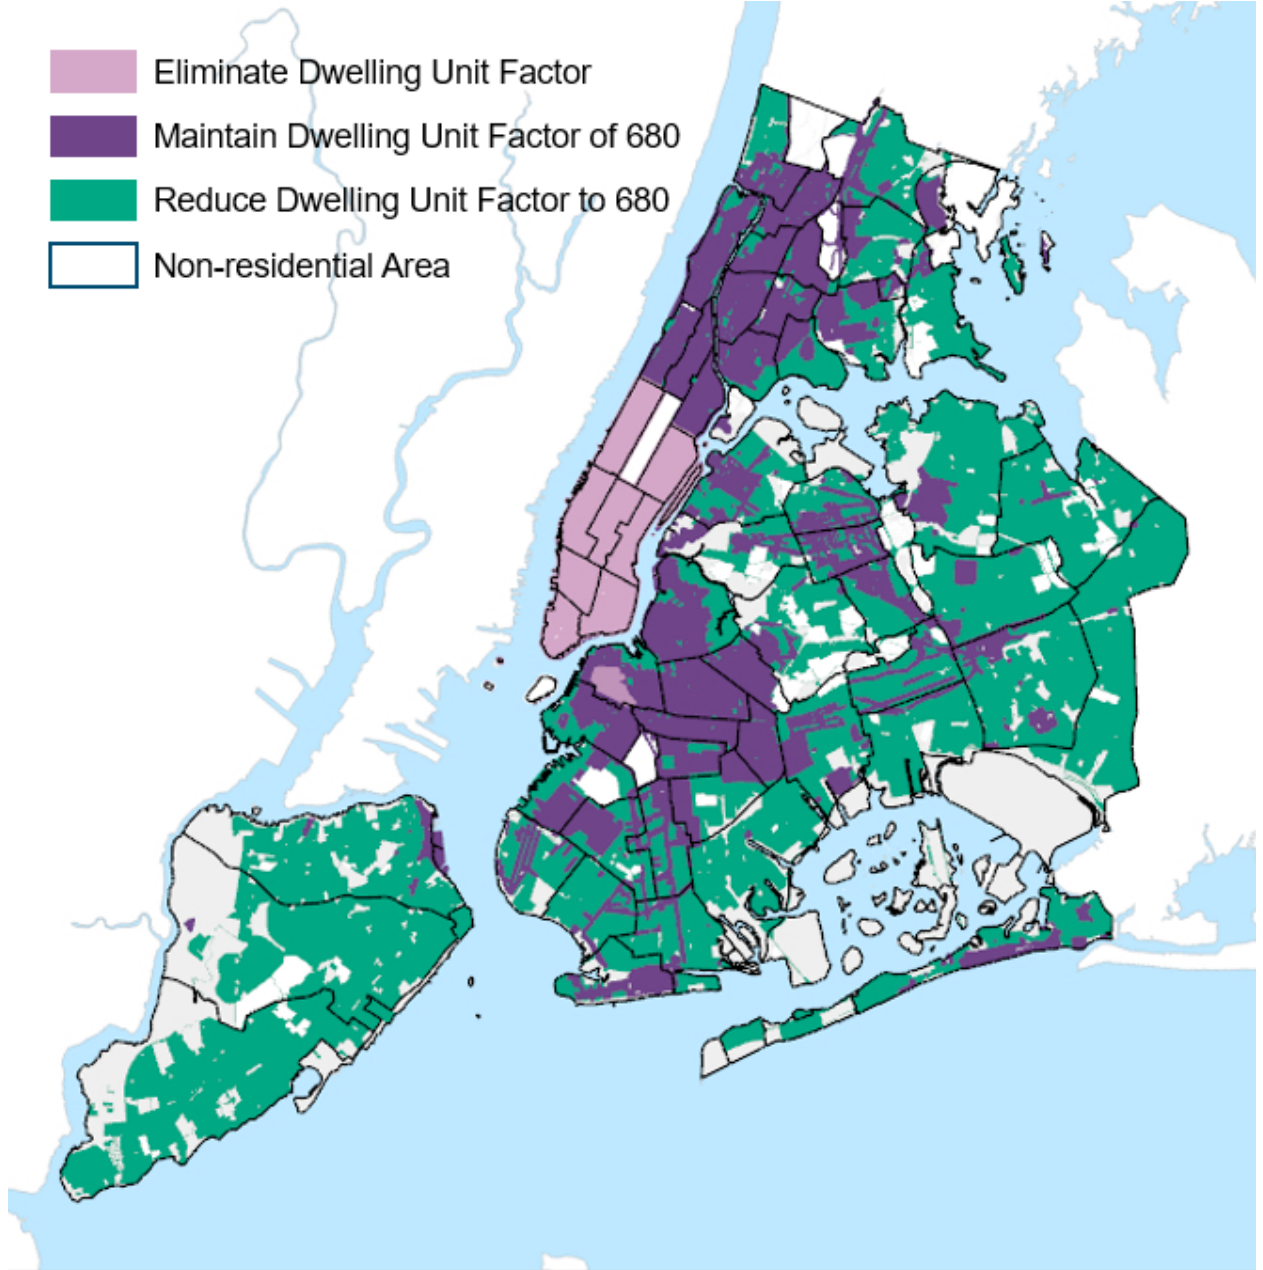 Eliminate Dwelling Unit Factor
Maintain Dwelling Unit Factor of 680
Reduce Dwelling Unit Factor to 680
Non-residential Area